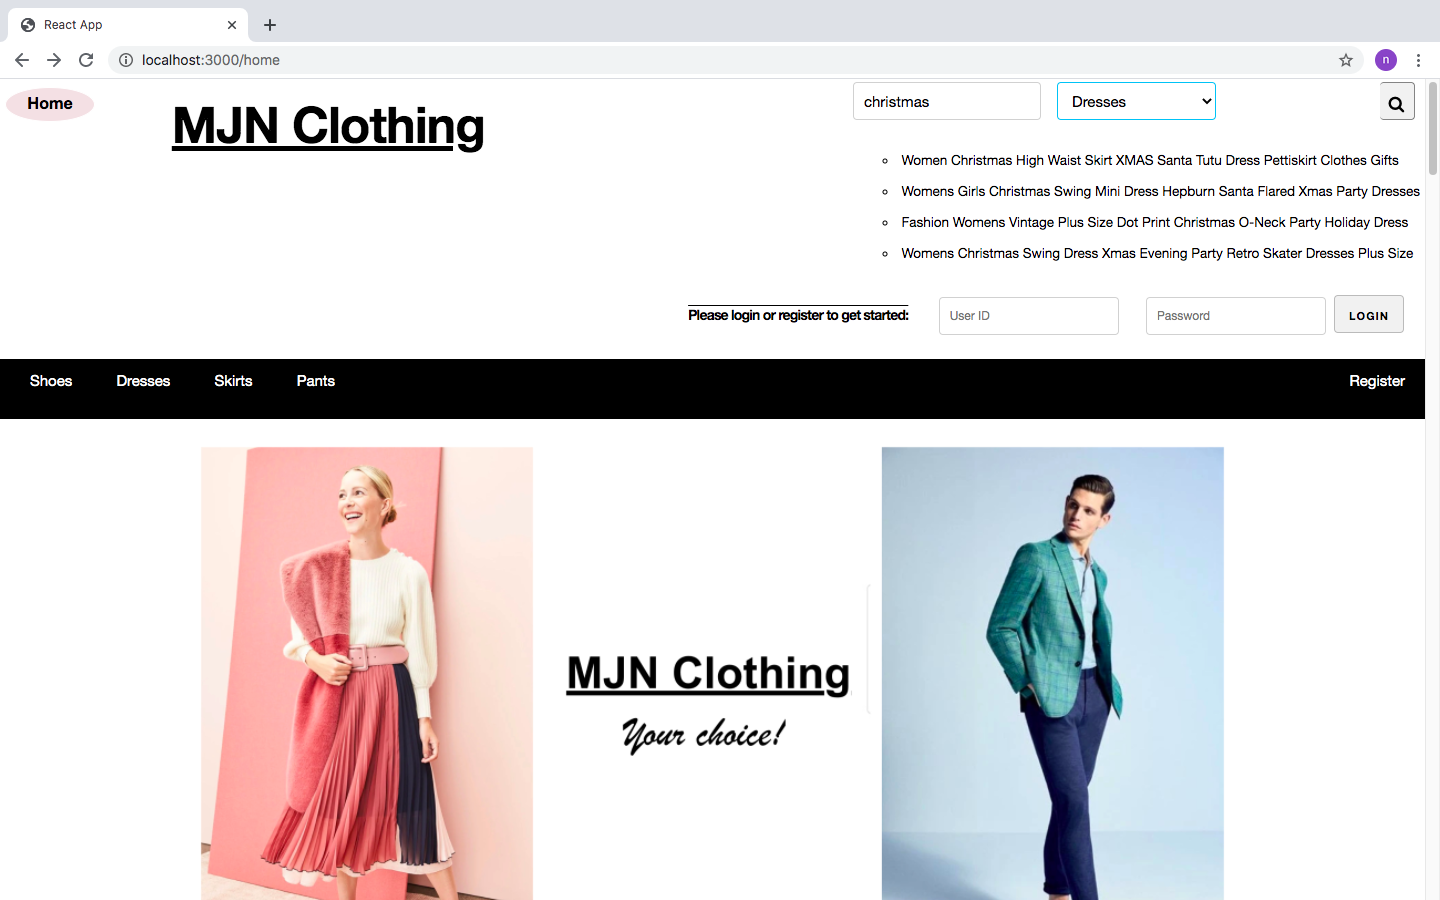 React App
localhost:3000/home
n
Home
MJN Clothing
christmas
Dresses
Women Christmas High Waist Skirt XMAS Santa Tutu Dress Pettiskirt Clothes Gifts
Womens Girls Christmas Swing Mini Dress Hepburn Santa Flared Xmas Party Dresses
Fashion Womens Vintage Plus Size Dot Print Christmas O-Neck Party Holiday Dress
Womens Christmas Swing Dress Xmas Evening Party Retro Skater Dresses Plus Size
Please login or register to get started:
User ID
Password
LOGIN
Shoes
Dresses
Skirts
Pants
Register
MJN Clothing
Your choice!